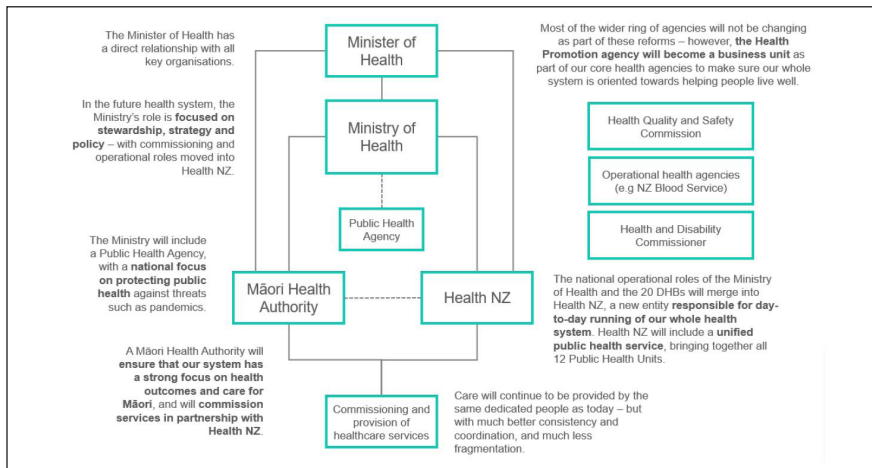 The Minister of Health has
a direct relationship with all
key organisations.
Minister of
Health
Most of the wider ring of agencies will not be changing
as part of these reforms – however, the Health
Promotion agency will become a business unit as
part of our core health agencies to make sure our whole
system is oriented towards helping people live well.
In the future health system, the
Ministry's role is focused on
stewardship, strategy and
policy – with commissioning and
operational roles moved into
Health NZ.
Ministry of
Health
Health Quality and Safety
Commission
Operational health agencies
(e.g NZ Blood Service)
Health and Disability
Commissioner
Public Health
Agency
The Ministry will include
a Public Health Agency,
with a national focus
on protecting public
health against threats
such as pandemics.
Māori Health
Authority
Health NZ
The national operational roles of the Ministry
of Health and the 20 DHBs will merge into
Health NZ, a new entity responsible for day-
to-day running of our whole health
system. Health NZ will include a unified
public health service, bringing together all
12 Public Health Units.
A Māori Health Authority will
ensure that our system has
a strong focus on health
outcomes and care for
Māori, and will commission
services in partnership with
Health NZ.
Commissioning and
provision of
healthcare services
Care will continue to be provided by the
same dedicated people as today – but
with much better consistency and
coordination, and much less
fragmentation.